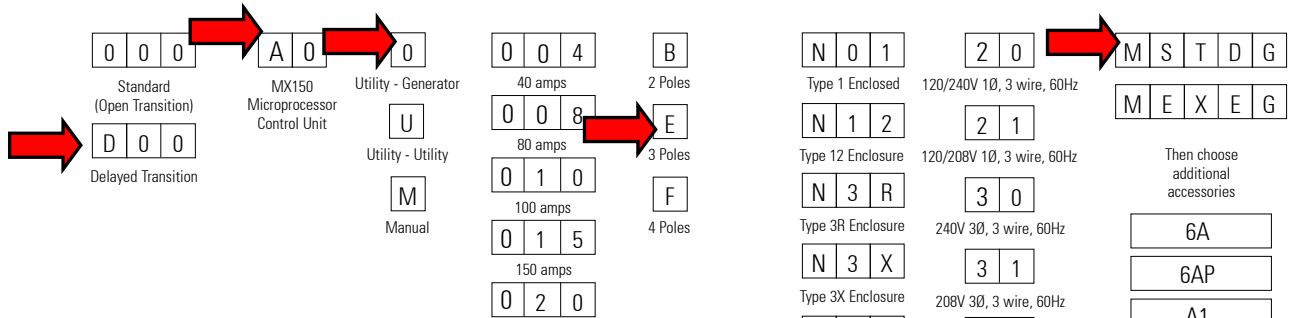 0 0 0
Standard
(Open Transition)
D 0 0
Delayed Transition
A 0
MX150
Microprocessor
Control Unit
0
Utility - Generator
U
Utility - Utility
M
Manual
0 0 4
40 amps
0 0 8
80 amps
0 1 0
100 amps
0 1 5
150 amps
0 2 0
B
2 Poles
E
3 Poles
F
4 Poles
N 0 1
Type 1 Enclosed
N 1 2
Type 12 Enclosure
N 3 R
Type 3R Enclosure
N 3 X
Type 3X Enclosure
2 0
120/240V 1Ø, 3 wire, 60Hz
2 1
120/208V 1Ø, 3 wire, 60Hz
3 0
240V 3Ø, 3 wire, 60Hz
3 1
208V 3Ø, 3 wire, 60Hz
M S T D G
M E X E G
Then choose
additional
accessories
6A
6AP
A1